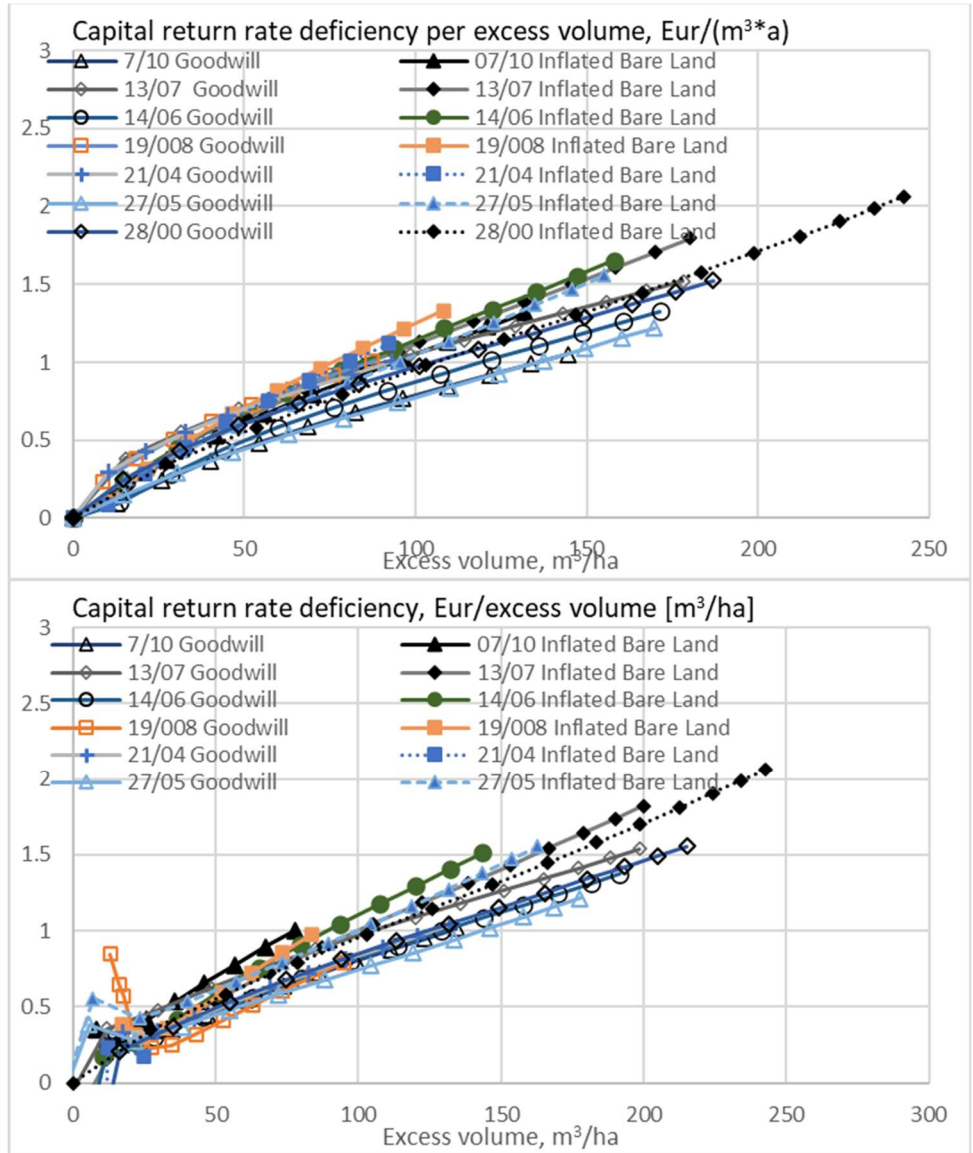 Capital return rate deficiency per excess volume, Eur/(m³*a)
3
7/10 Goodwill 07/10 Inflated Bare Land
13/07 Goodwill 13/07 Inflated Bare Land
2.5
14/06 Goodwill 14/06 Inflated Bare Land
19/008 Goodwill 19/008 Inflated Bare Land
21/04 Goodwill 21/04 Inflated Bare Land
2
27/05 Goodwill 27/05 Inflated Bare Land
28/00 Goodwill 28/00 Inflated Bare Land
1.5
1
0.5
0
0 50 100 150 200 250
Excess volume, m³/ha
Capital return rate deficiency, Eur/excess volume [m³/ha]
3
7/10 Goodwill 07/10 Inflated Bare Land
13/07 Goodwill 13/07 Inflated Bare Land
2.5
14/06 Goodwill 14/06 Inflated Bare Land
19/008 Goodwill 19/008 Inflated Bare Land
21/04 Goodwill 21/04 Inflated Bare Land
2
27/05 Goodwill 27/05 Inflated Bare Land
1.5
1
0.5
0
0 50 100 150 200 250 300
Excess volume, m³/ha